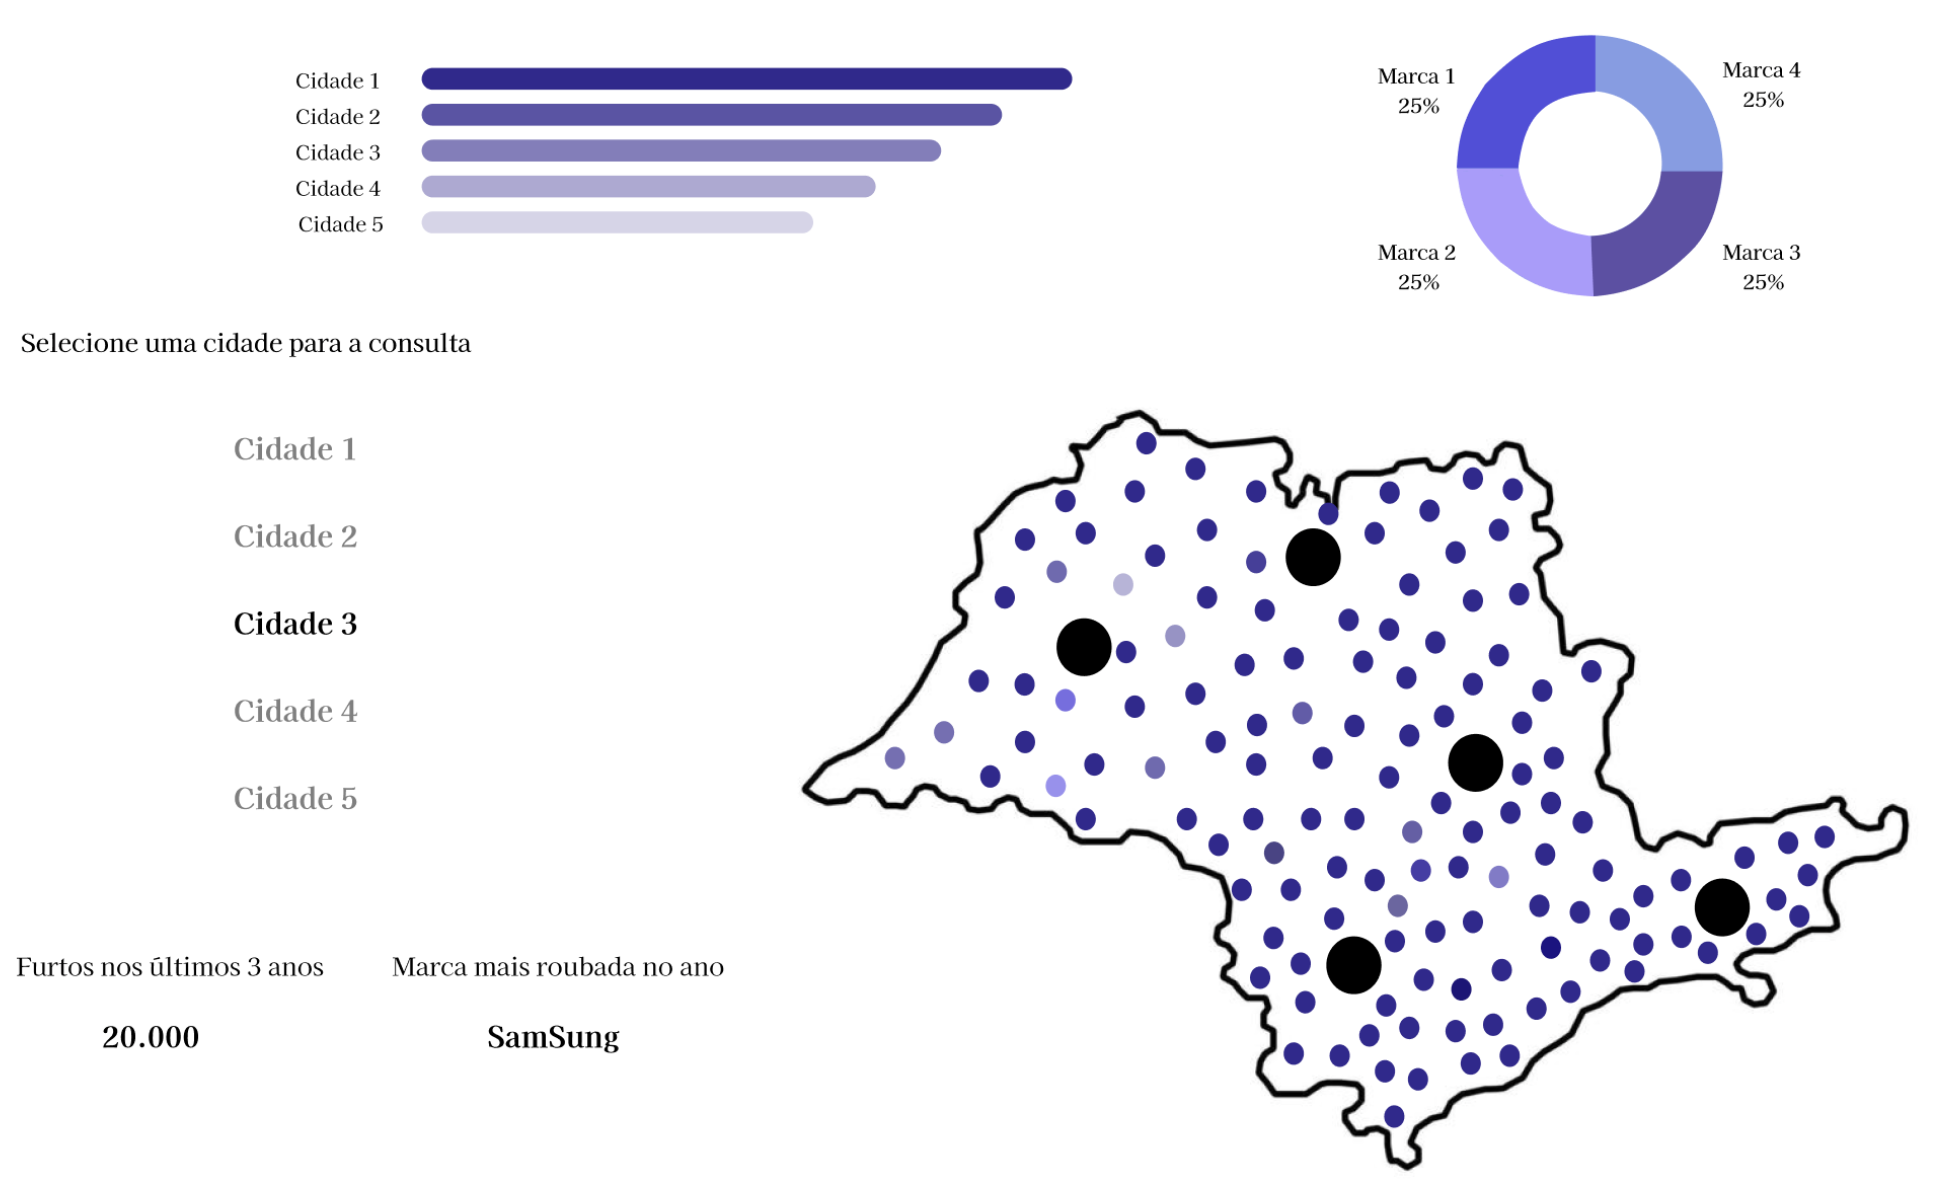 Cidade 1
Cidade 2
Cidade 3
Cidade 4
Cidade 5
Marca 1
25%
Marca 4
25%
Marca 2
25%
Marca 3
25%
Selecione uma cidade para a consulta
Cidade 1
Cidade 2
Cidade 3
Cidade 4
Cidade 5
Furtos nos últimos 3 anos
20.000
Marca mais roubada no ano
SamSung